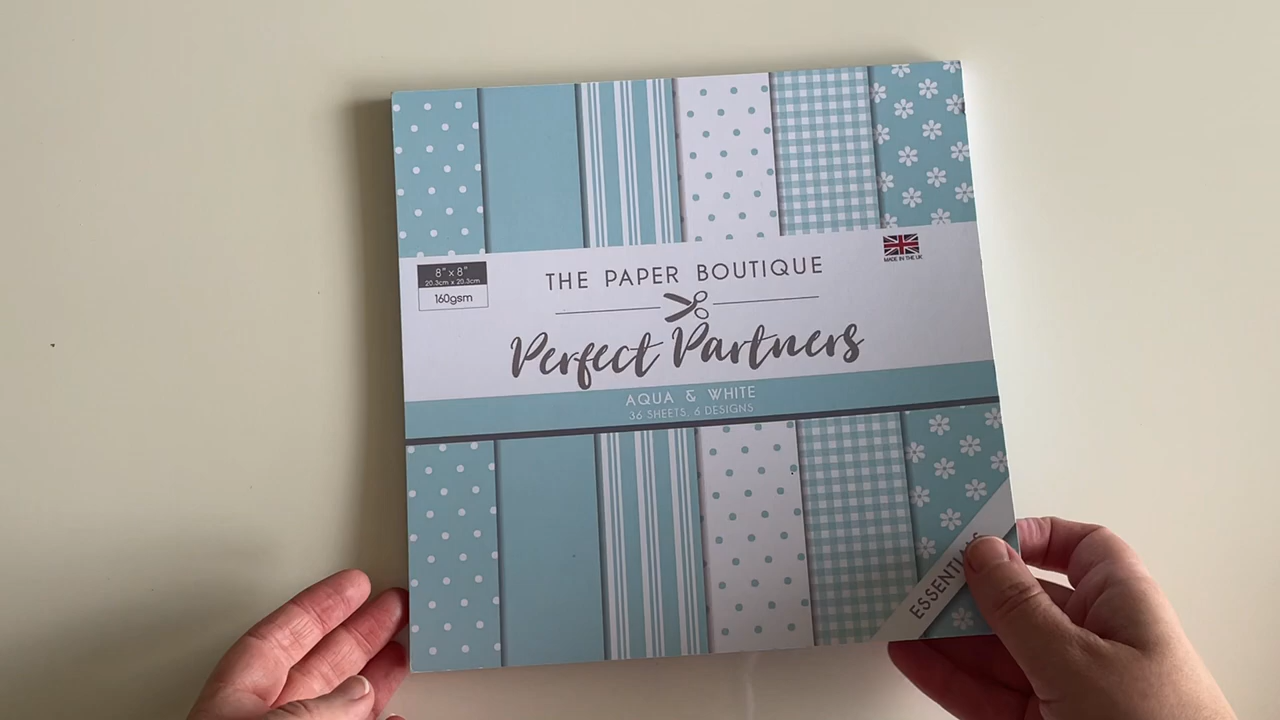 8" x 8"
20.3cm x 20.3cm
160gsm
THE PAPER BOUTIQUE
MADE IN THE UK
Perfect Partners
AQUA & WHITE
36 SHEETS, 6 DESIGNS